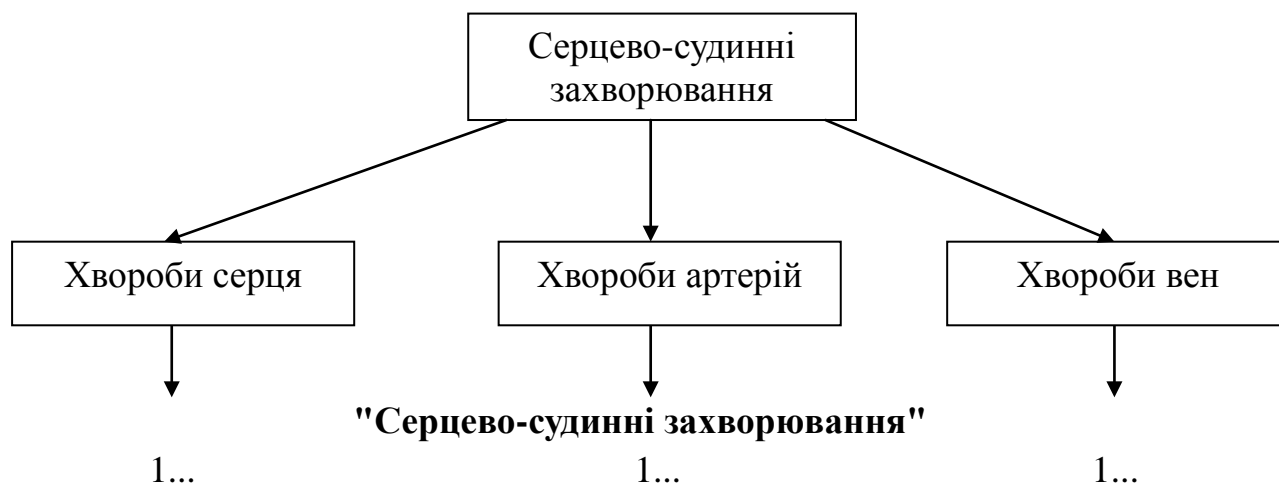 Серцево-судинні
захворювання
Хвороби серця
Хвороби артерій
Хвороби вен
"Серцево-судинні захворювання"
1...
1...
1...